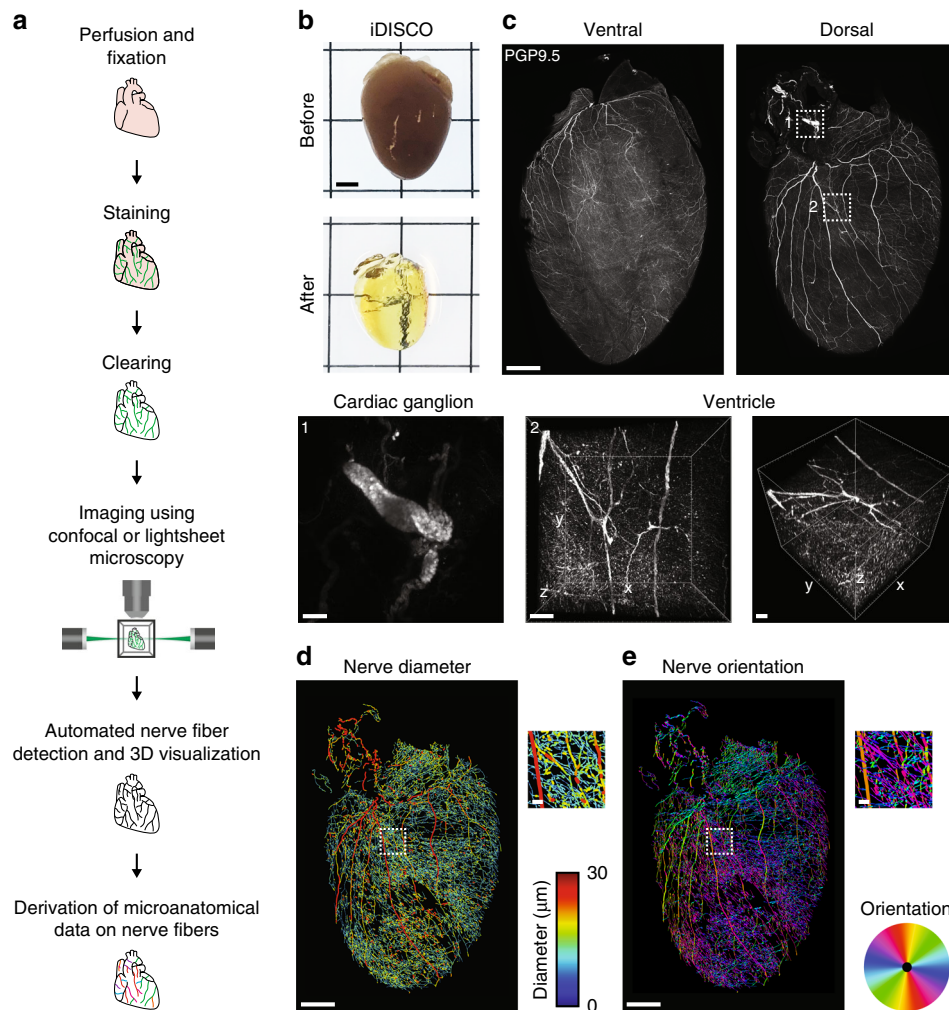 a
Perfusion and
fixation
Staining
Clearing
Imaging using
confocal or lightsheet
microscopy
Automated nerve fiber
detection and 3D visualization
Derivation of microanatomical
data on nerve fibers
b
iDISCO
Before
After
c
Ventral
Dorsal
PGP9.5
1
2
Cardiac ganglion
Ventricle
1
2
y
z
x
y
z
x
d
Nerve diameter
30
Diameter (μm)
0
e
Nerve orientation
Orientation